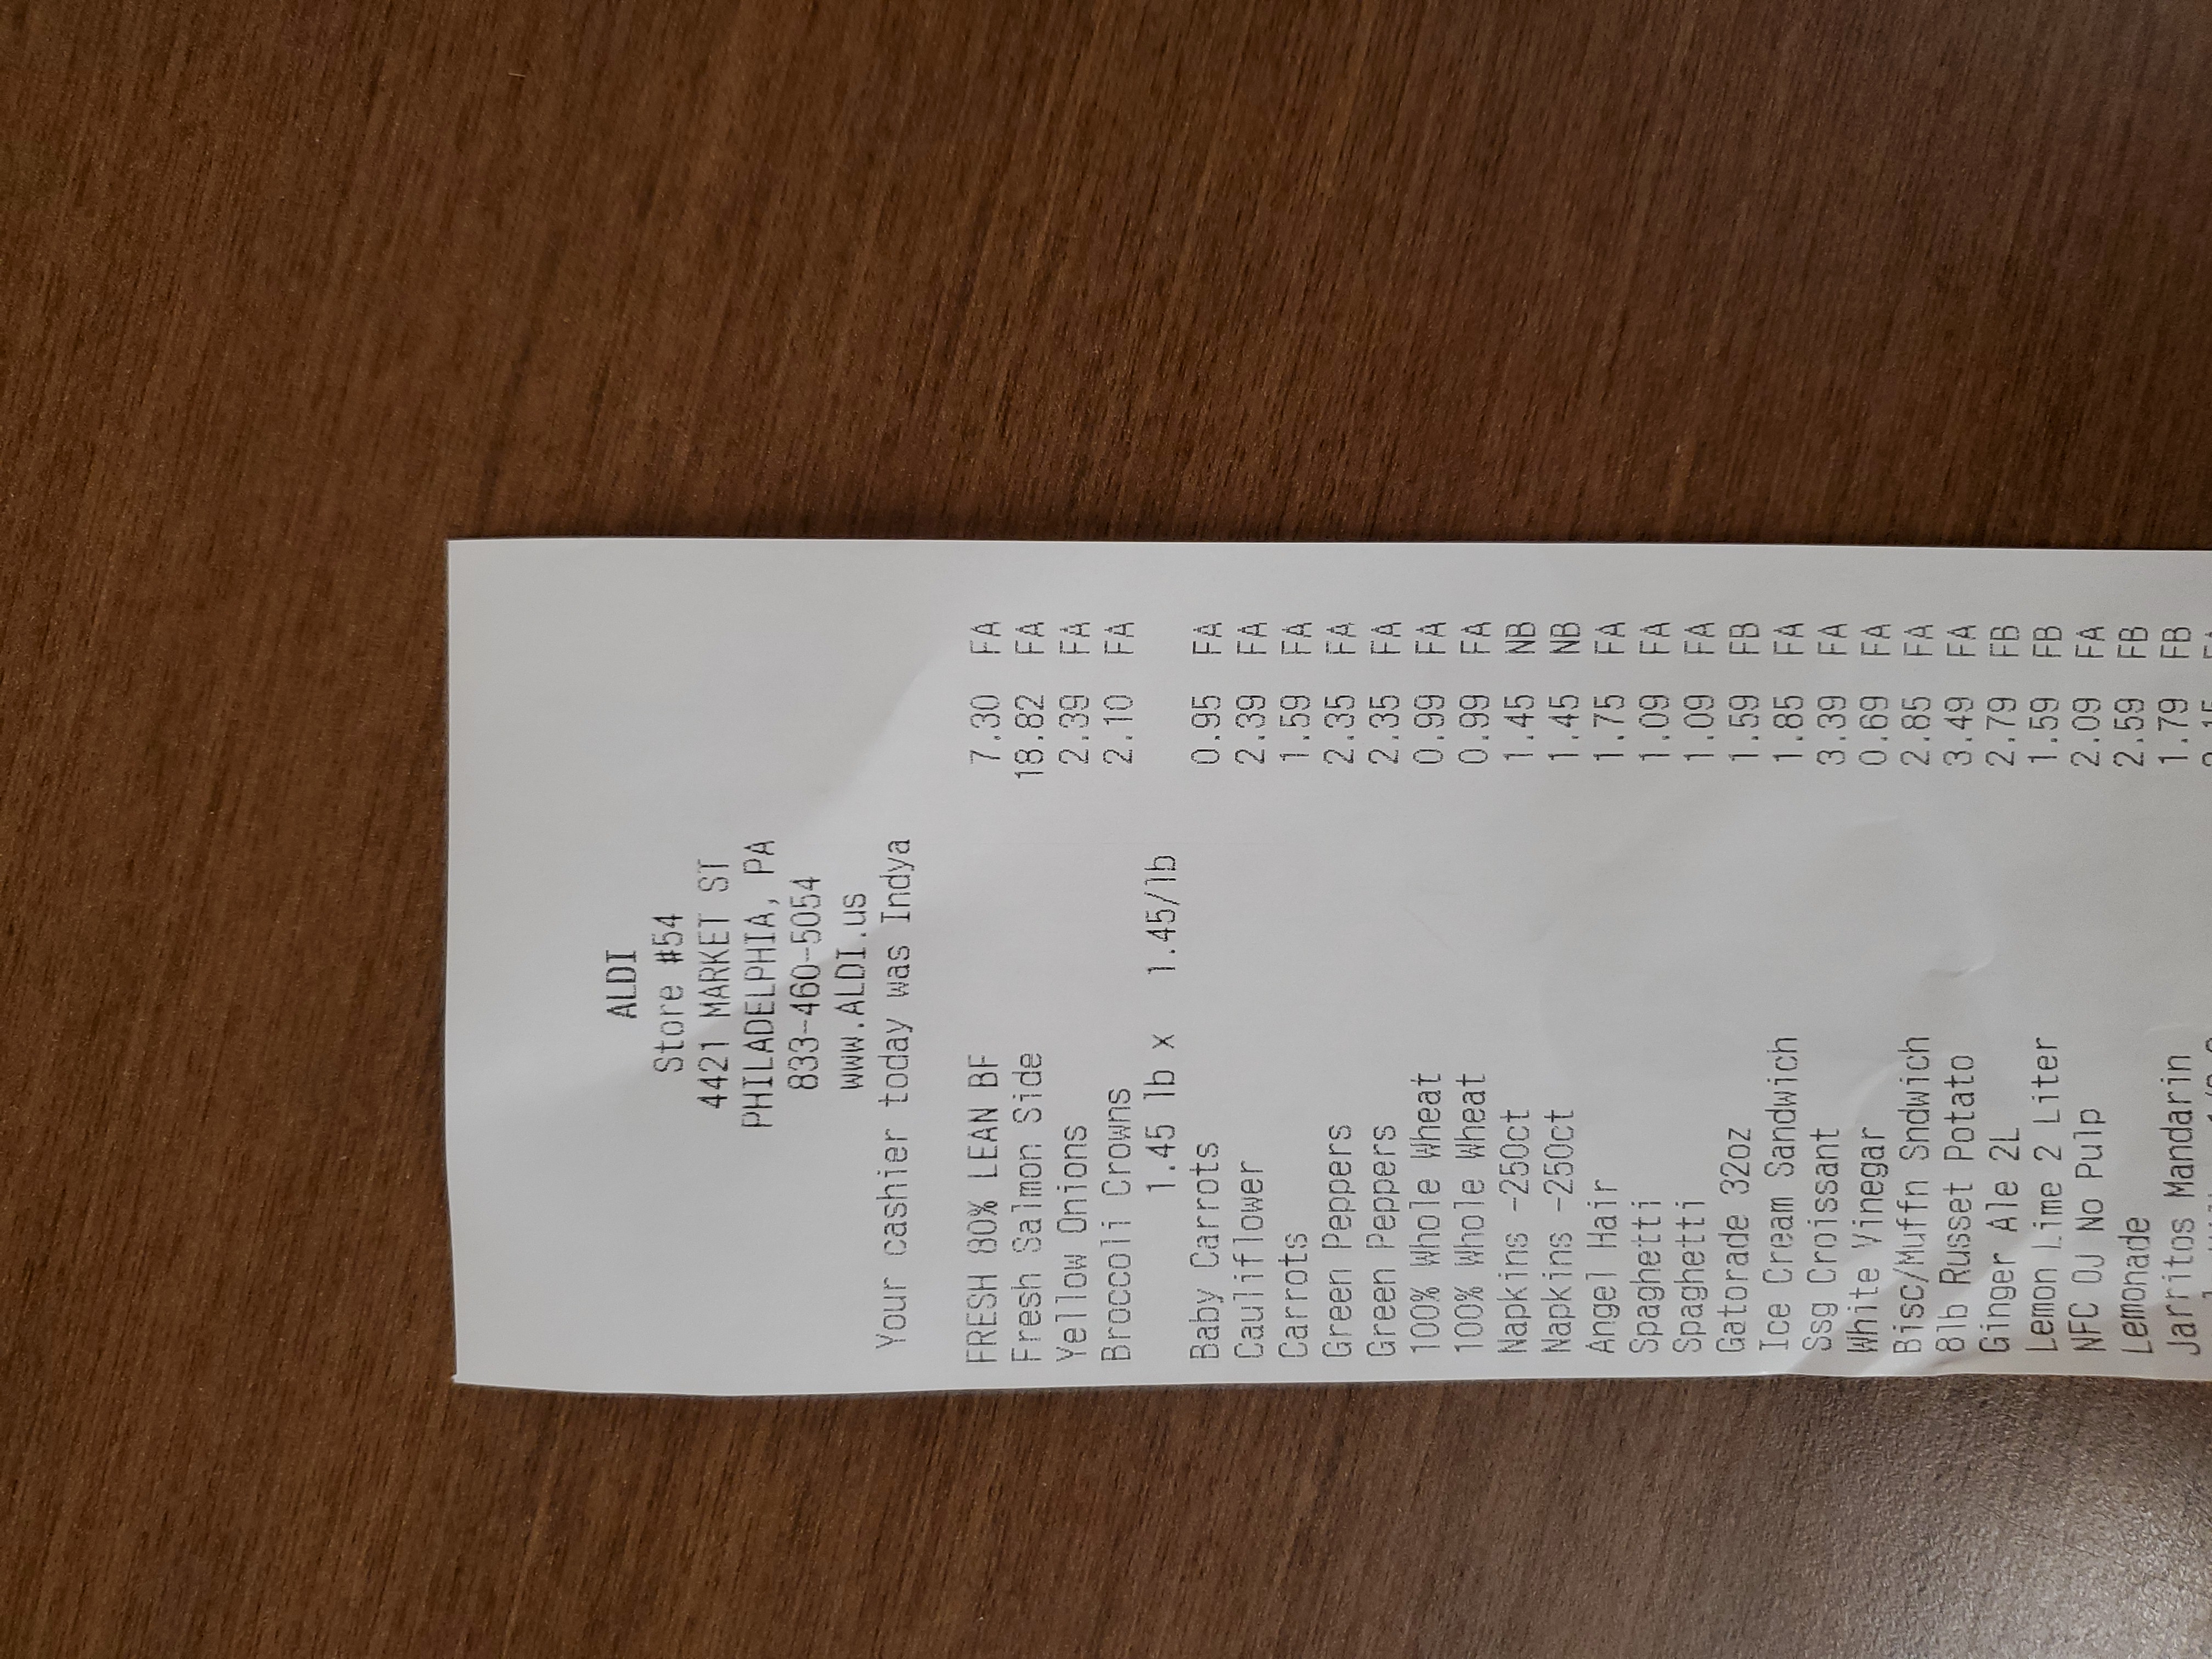 ALDI
Store #54
4421 MARKET ST
PHILADELPHIA, PA
833-460-5054
www.ALDI.us
Your cashier today was Indya
FRESH 80% LEAN BF 7.30 FA
Fresh Salmon Side 18.82 FA
Yellow Onions 2.39 FA
Broccoli Crowns 2.10 FA
1.45 lb x 1.45/lb
Baby Carrots 0.95 FA
Cauliflower 2.39 FA
Carrots 1.59 FA
Green Peppers 2.35 FA
Green Peppers 2.35 FA
100% Whole Wheat 0.99 FA
100% Whole Wheat 0.99 FA
Napkins -250ct 1.45 NB
Napkins -250ct 1.45 NB
Angel Hair 1.75 FA
Spaghetti 1.09 FA
Spaghetti 1.09 FA
Gatorade 32oz 1.59 FB
Ice Cream Sandwich 1.85 FA
Ssg Croissant 3.39 FA
White Vinegar 0.69 FA
Bisc/Muffn Sndwich 2.85 FA
8lb Russet Potato 3.49 FA
Ginger Ale 2L 2.79 FB
Lemon Lime 2 Liter 1.59 FB
NFC OJ No Pulp 2.09 FA
Lemonade 2.59 FB
Jarritos Mandarin 1.79 FB